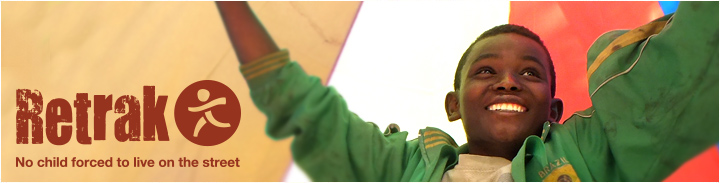 Retrak
No child forced to live on the street